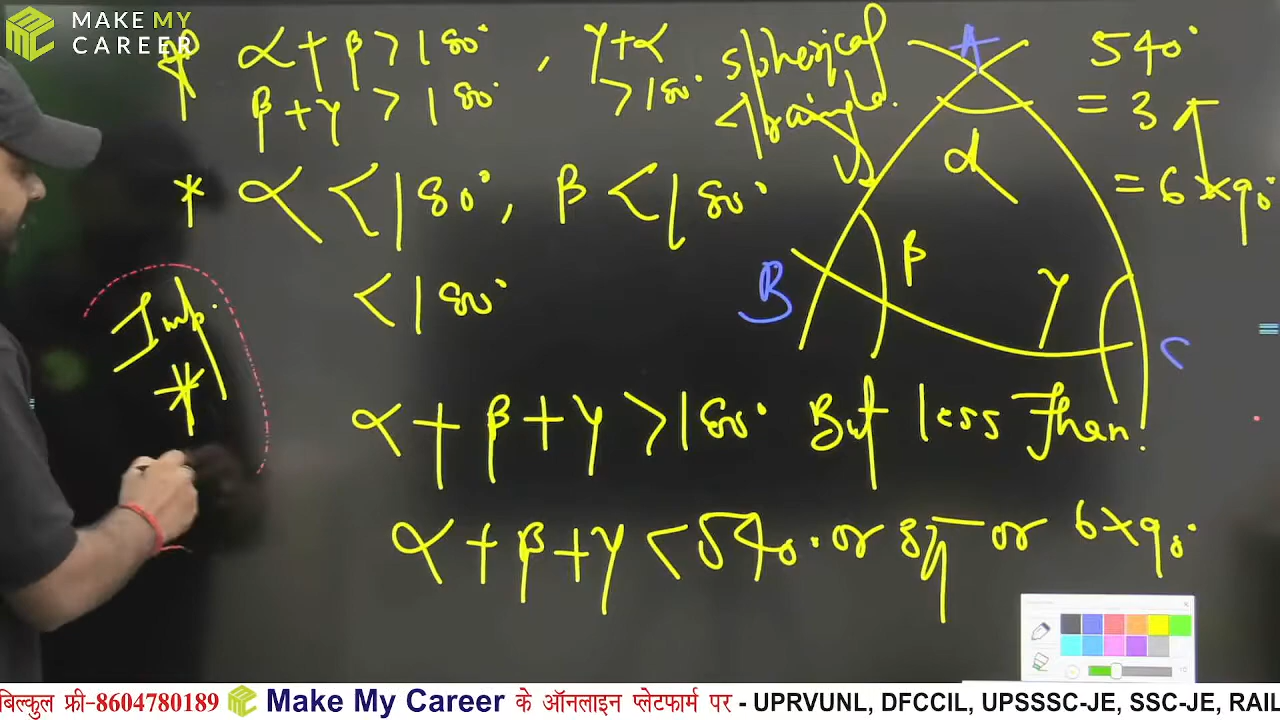 MAKE MY
CAREER
* α + β > 180° , γ + α > 180°
β + γ > 180°
spherical
triangle.
A
540°
= 3π
= 6 × 90°
α
* α < 180°, β < 180°
β
γ
B
C
< 180°
Imp.
*
α + β + γ > 180° But less Than
α + β + γ < 540° or 3π or 6 × 90°
बिल्कुल फ्री-8604780189 Make My Career के ऑनलाइन प्लेटफार्म पर - UPRVUNL, DFCCIL, UPSSSC-JE, SSC-JE, RAIL